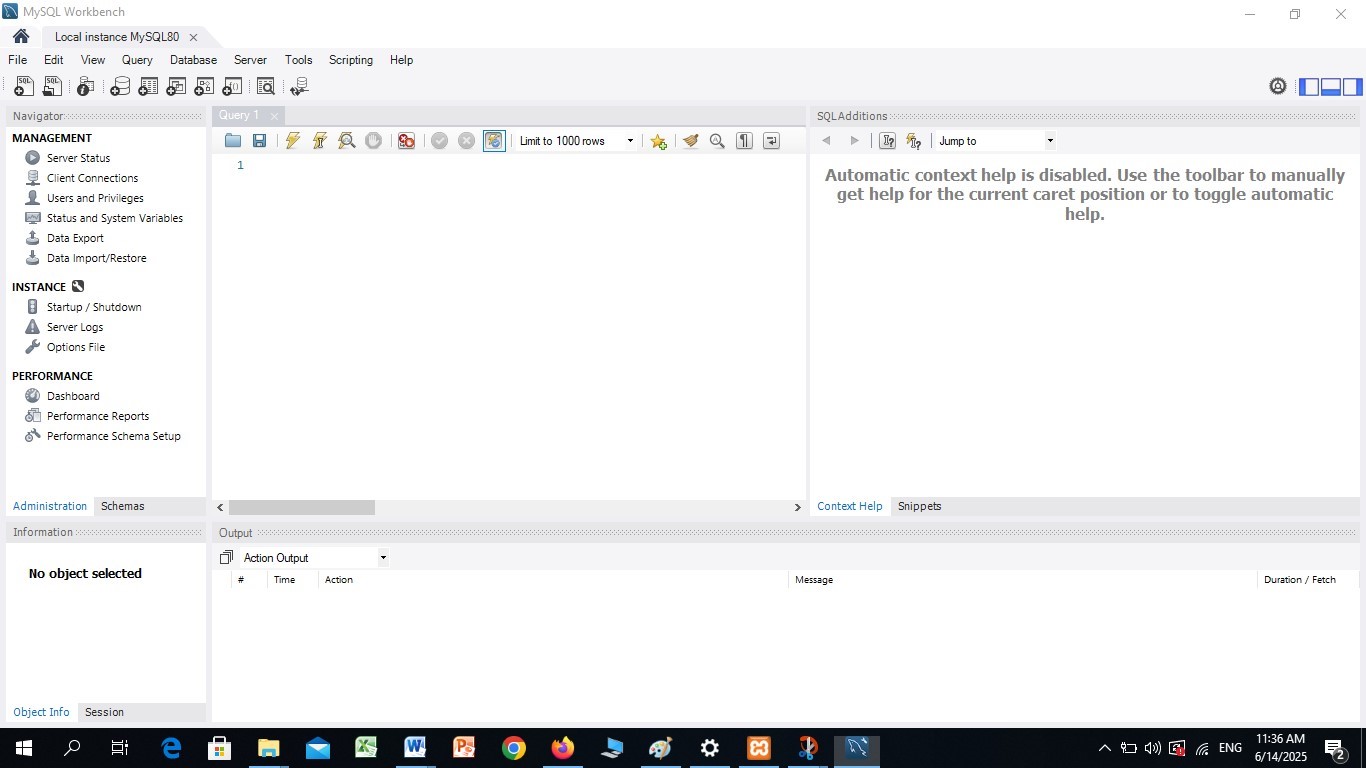 MySQL Workbench
Local instance MySQL80
File Edit View Query Database Server Tools Scripting Help
Navigator
MANAGEMENT
Server Status
Client Connections
Users and Privileges
Status and System Variables
Data Export
Data Import/Restore
INSTANCE
Startup / Shutdown
Server Logs
Options File
PERFORMANCE
Dashboard
Performance Reports
Performance Schema Setup
Administration Schemas
Information
No object selected
Object Info Session
Query 1
Limit to 1000 rows
1
SQLAdditions
Jump to
Automatic context help is disabled. Use the toolbar to manually
get help for the current caret position or to toggle automatic
help.
Context Help Snippets
Output
Action Output
# Time Action Message Duration / Fetch
ENG
11:36 AM
6/14/2025
2